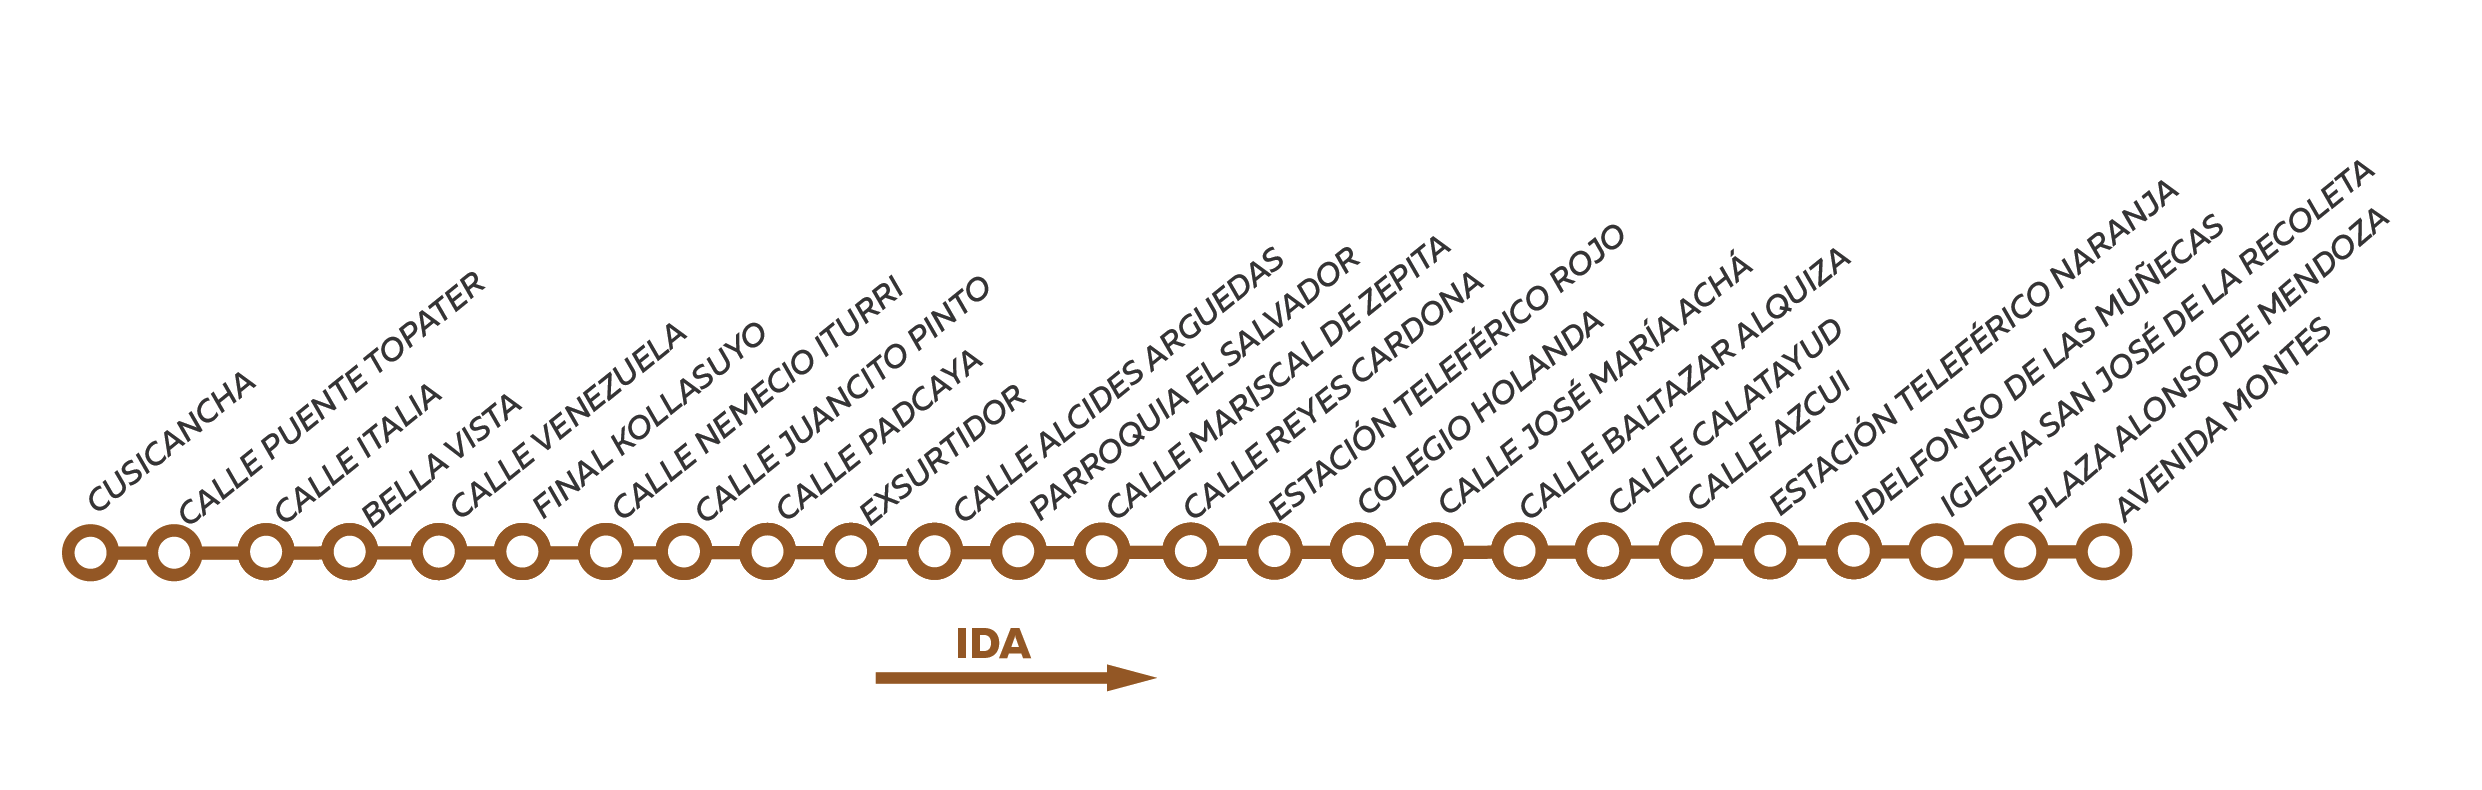 CUSICANCHA
CALLE PUENTE TOPATER
CALLE ITALIA
BELLA VISTA
CALLE VENEZUELA
FINAL KOLLASUYO
CALLE NEMECIO ITURRI
CALLE JUANCITO PINTO
CALLE PADCAYA
EXSURTIDOR
CALLE ALCIDES ARGUEDAS
PARROQUIA EL SALVADOR
CALLE MARISCAL DE ZEPITA
CALLE REYES CARDONA
ESTACIÓN TELEFÉRICO ROJO
COLEGIO HOLANDA
CALLE JOSÉ MARÍA ACHÁ
CALLE BALTAZAR ALQUIZA
CALLE CALATAYUD
CALLE AZCUI
ESTACIÓN TELEFÉRICO NARANJA
IDELFONSO DE LAS MUÑECAS
IGLESIA SAN JOSÉ DE LA RECOLETA
PLAZA ALONSO DE MENDOZA
AVENIDA MONTES
IDA